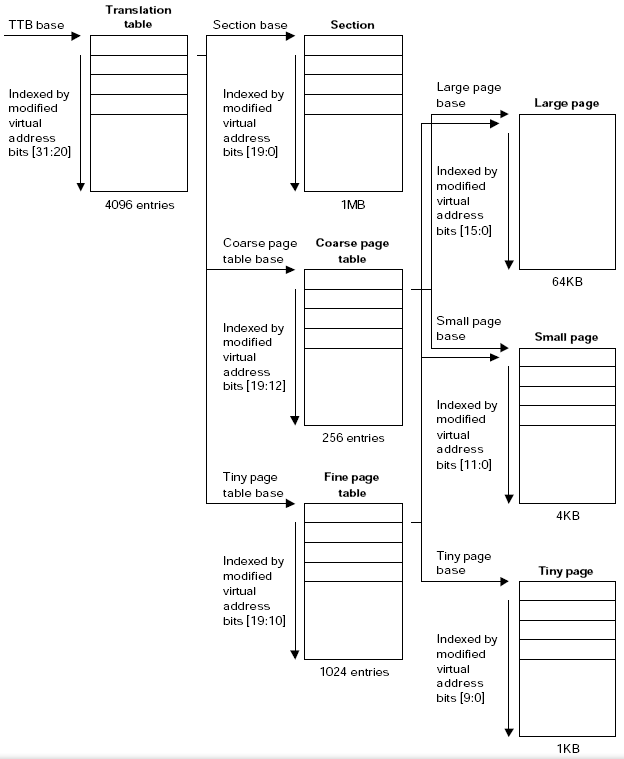 TTB base
Translation
table
Indexed by
modified
virtual
address
bits [31:20]
4096 entries
Section base
Section
Indexed by
modified
virtual
address
bits [19:0]
1MB
Coarse page
table base
Coarse page
table
Indexed by
modified
virtual
address
bits [19:12]
256 entries
Tiny page
table base
Fine page
table
Indexed by
modified
virtual
address
bits [19:10]
1024 entries
Large page
base
Large page
Indexed by
modified
virtual
address
bits [15:0]
64KB
Small page
base
Small page
Indexed by
modified
virtual
address
bits [11:0]
4KB
Tiny page
base
Tiny page
Indexed by
modified
virtual
address
bits [9:0]
1KB